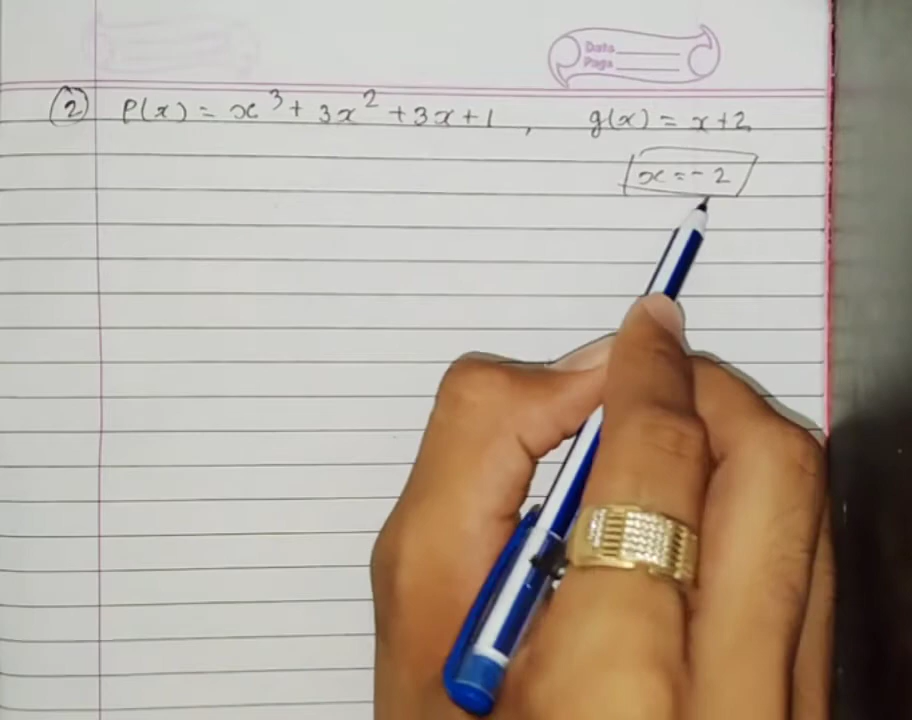 Date
Page
(2) P(x) = x³ + 3x² + 3x + 1 , g(x) = x + 2
x = - 2